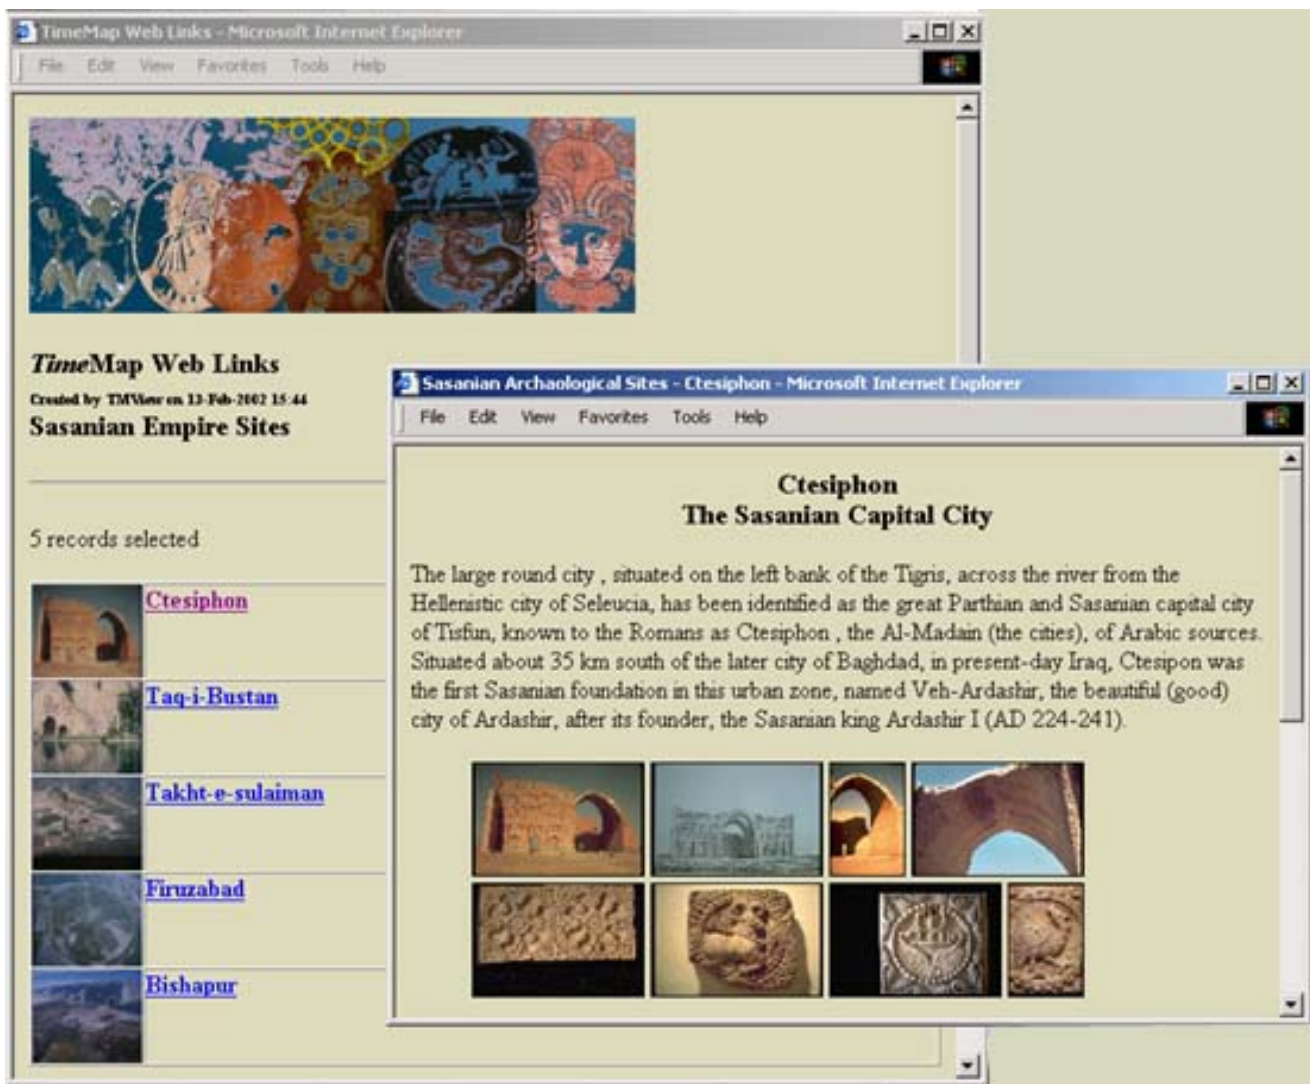 TimeMap Web Links - Microsoft Internet Explorer
File Edit View Favorites Tools Help
TimeMap Web Links
Created by TMView on 13-Feb-2002 15:44
Sasanian Empire Sites
5 records selected
Ctesiphon
Taq-i-Bustan
Takht-e-sulaiman
Firuzabad
Bishapur
Sasanian Archaological Sites - Ctesiphon - Microsoft Internet Explorer
File Edit View Favorites Tools Help
Ctesiphon
The Sasanian Capital City
The large round city , situated on the left bank of the Tigris, across the river from the
Hellenistic city of Seleucia, has been identified as the great Parthian and Sasanian capital city
of Tisfun, known to the Romans as Ctesiphon , the Al-Madain (the cities), of Arabic sources.
Situated about 35 km south of the later city of Baghdad, in present-day Iraq, Ctesipon was
the first Sasanian foundation in this urban zone, named Veh-Ardashir, the beautiful (good)
city of Ardashir, after its founder, the Sasanian king Ardashir I (AD 224-241).